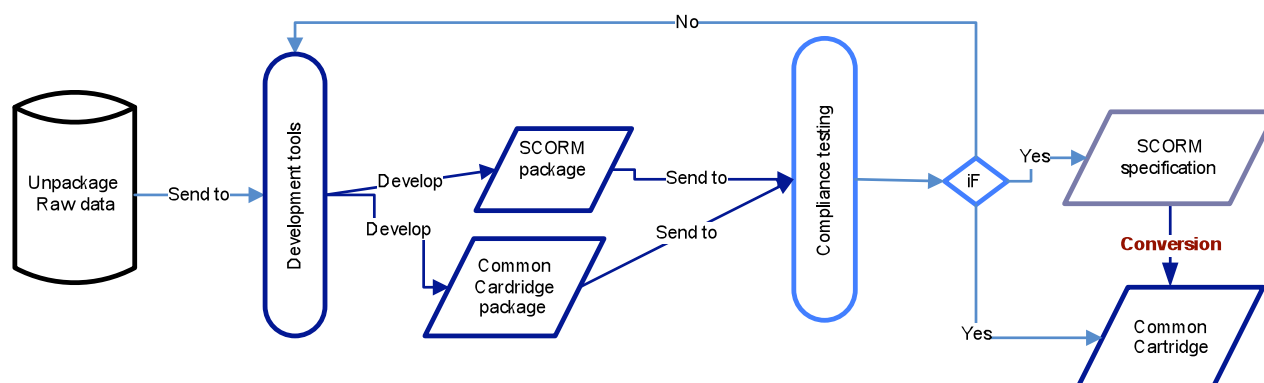 No
Unpackage
Raw data
Send to
Development tools
Develop
Develop
SCORM
package
Common
Cardridge
package
Send to
Send to
Compliance testing
iF
Yes
Yes
SCORM
specification
Conversion
Common
Cartridge